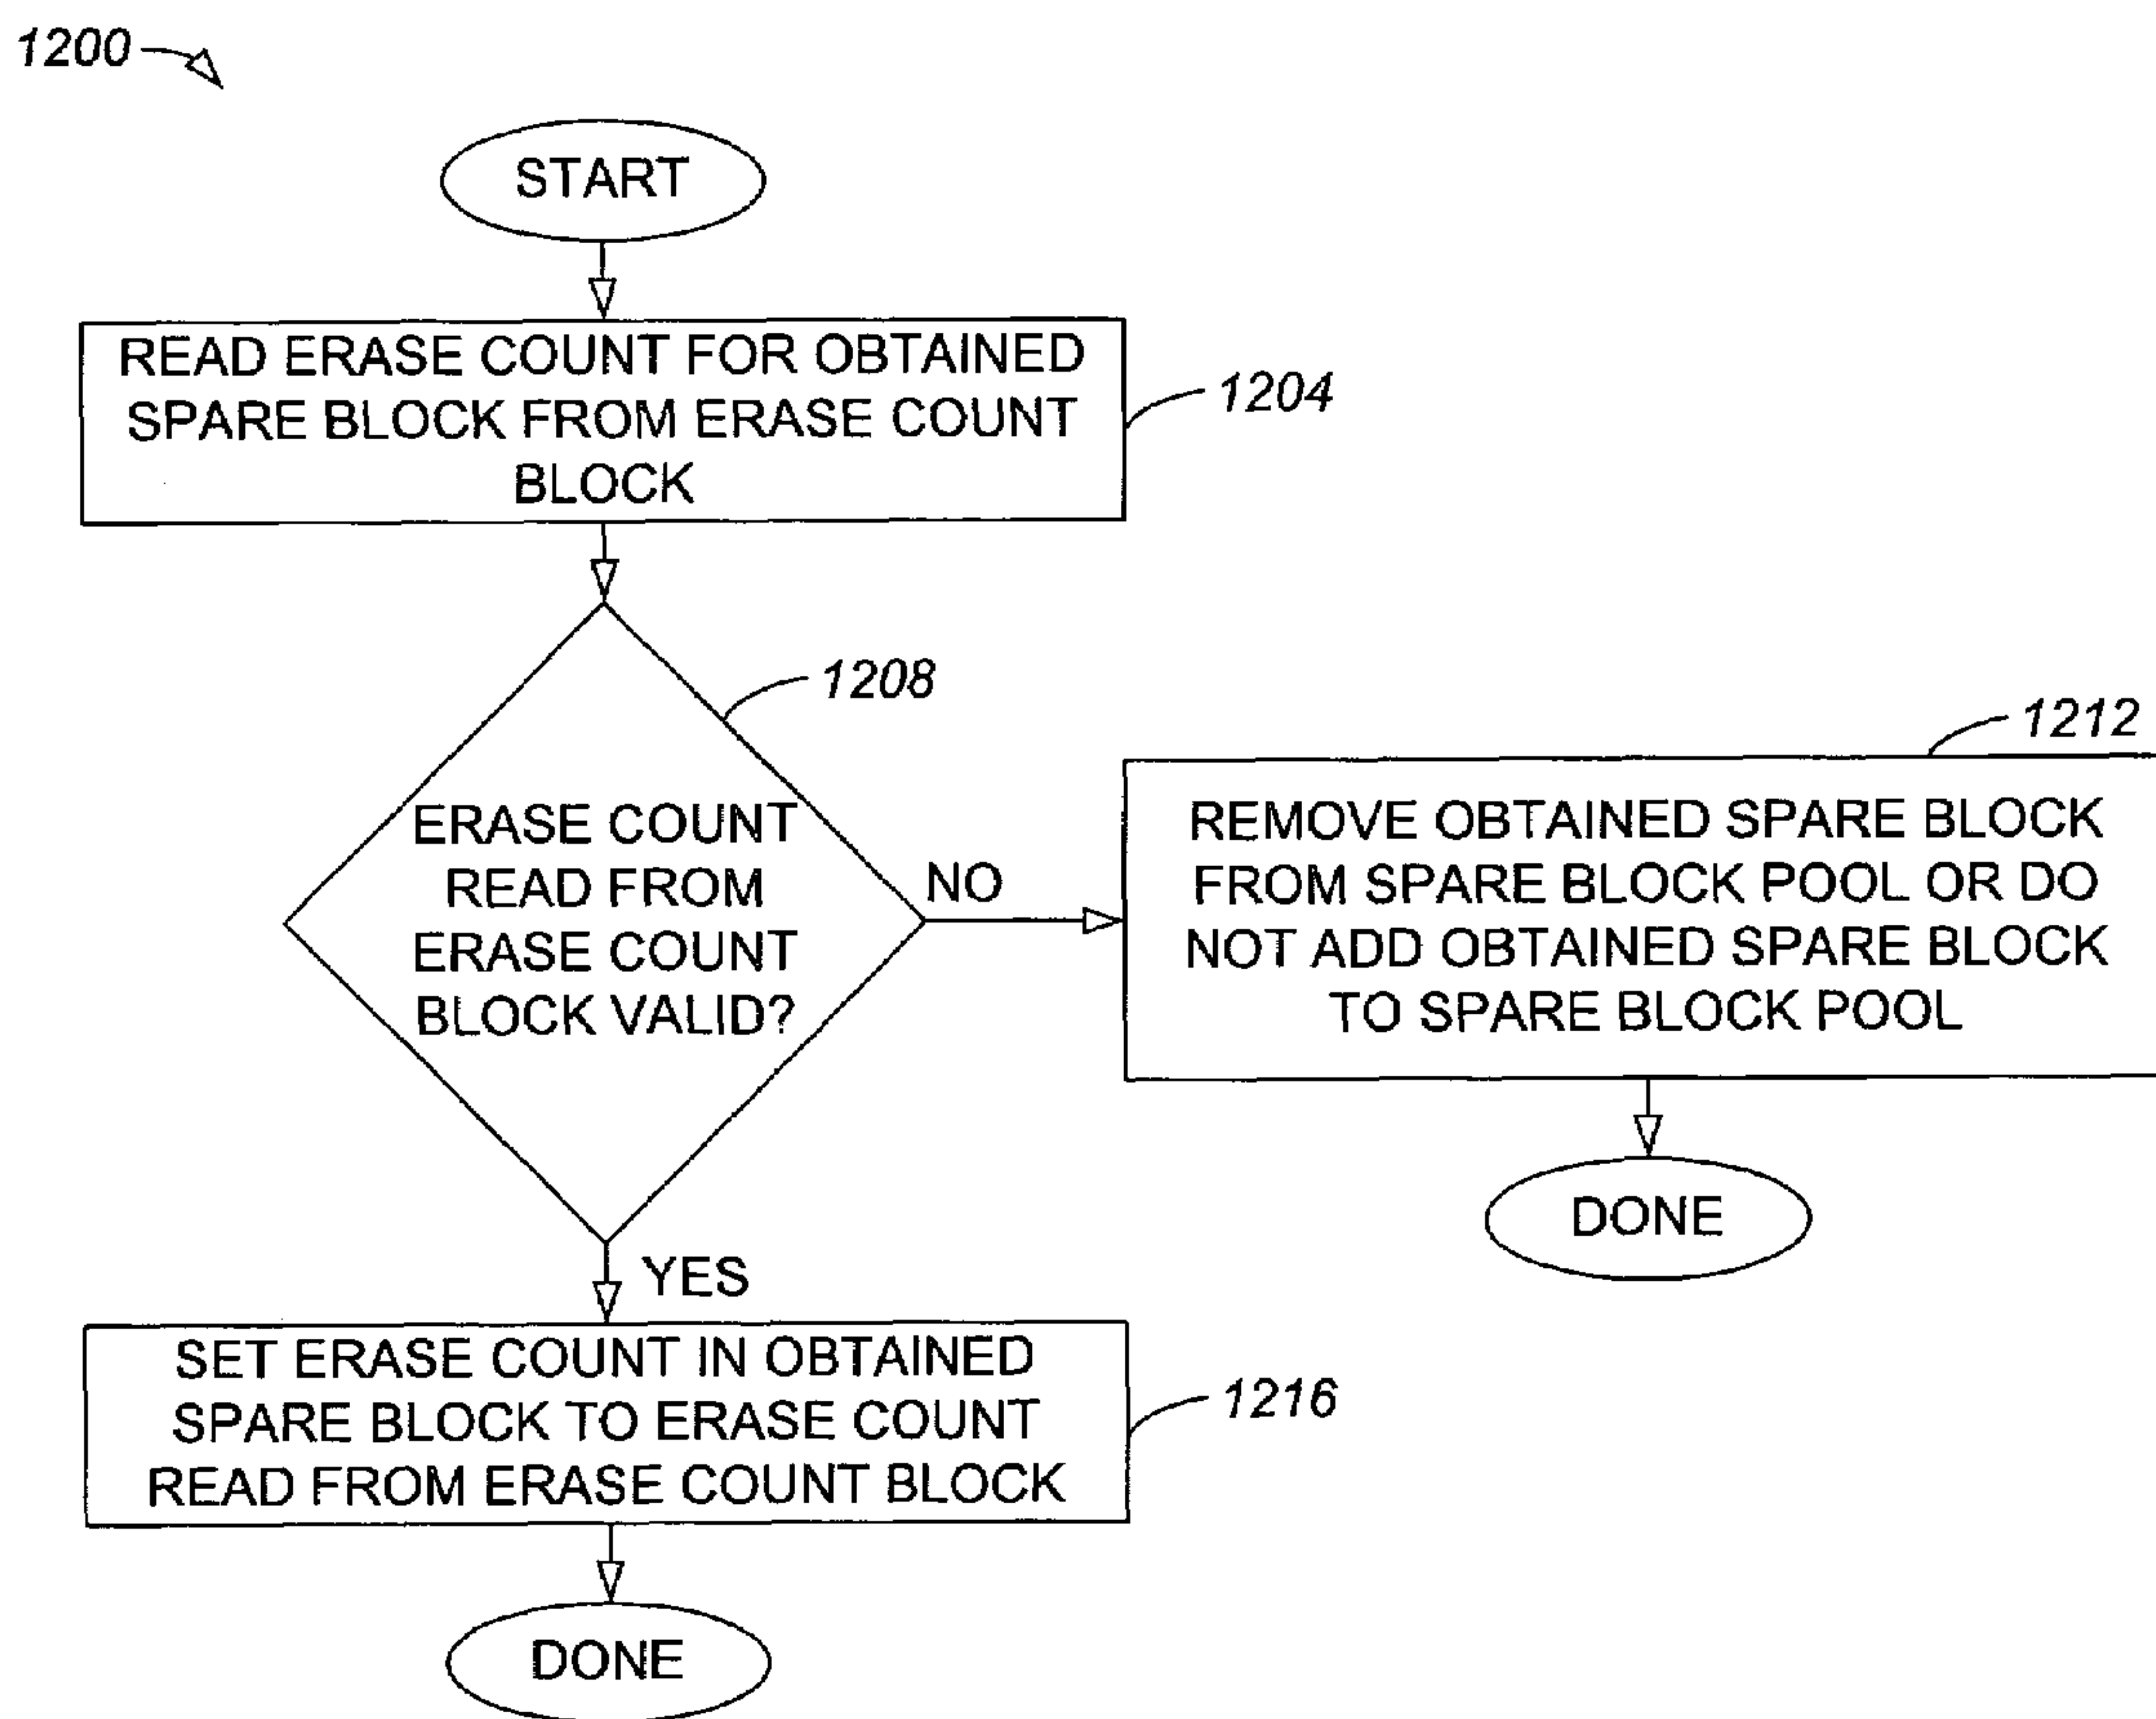 1200
START
READ ERASE COUNT FOR OBTAINED
SPARE BLOCK FROM ERASE COUNT
BLOCK
1204
1208
ERASE COUNT
READ FROM
ERASE COUNT
BLOCK VALID?
NO
1212
REMOVE OBTAINED SPARE BLOCK
FROM SPARE BLOCK POOL OR DO
NOT ADD OBTAINED SPARE BLOCK
TO SPARE BLOCK POOL
DONE
YES
SET ERASE COUNT IN OBTAINED
SPARE BLOCK TO ERASE COUNT
READ FROM ERASE COUNT BLOCK
1216
DONE